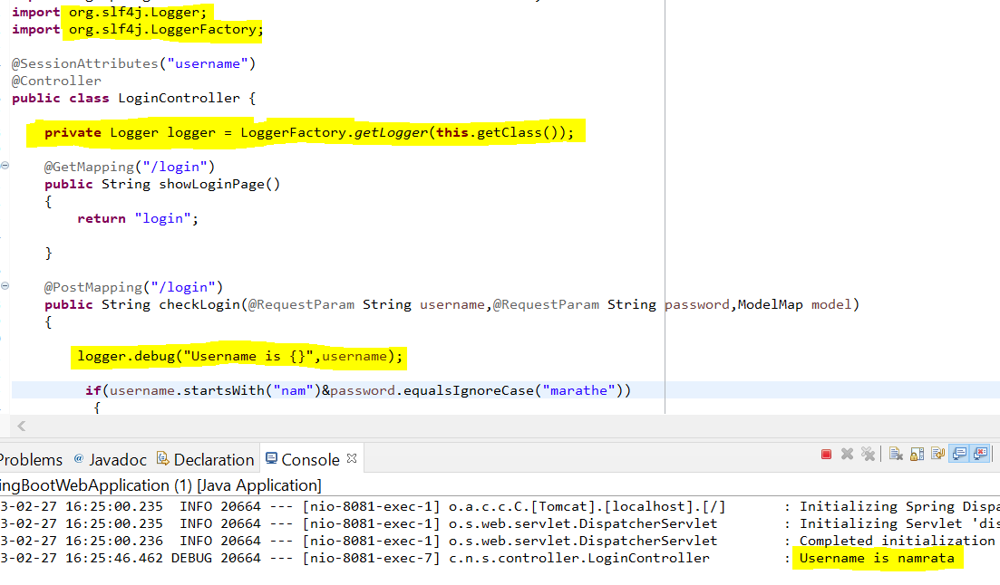 import org.slf4j.Logger;
import org.slf4j.LoggerFactory;
@SessionAttributes("username")
@Controller
public class LoginController {
private Logger logger = LoggerFactory.getLogger(this.getClass());
@GetMapping("/login")
public String showLoginPage()
{
return "login";
}
@PostMapping("/login")
public String checkLogin(@RequestParam String username,@RequestParam String password,ModelMap model)
{
logger.debug("Username is {}",username);
if(username.startsWith("nam")&password.equalsIgnoreCase("marathe"))
{
Problems @ Javadoc Declaration Console
ingBootWebApplication (1) [Java Application]
3-02-27 16:25:00.235 INFO 20664 --- [nio-8081-exec-1] o.a.c.c.C.[Tomcat].[localhost].[/] : Initializing Spring Dispa
3-02-27 16:25:00.235 INFO 20664 --- [nio-8081-exec-1] o.s.web.servlet.DispatcherServlet : Initializing Servlet 'dis
3-02-27 16:25:00.236 INFO 20664 --- [nio-8081-exec-1] o.s.web.servlet.DispatcherServlet : Completed initialization
3-02-27 16:25:46.462 DEBUG 20664 --- [nio-8081-exec-7] c.n.s.controller.LoginController : Username is namrata